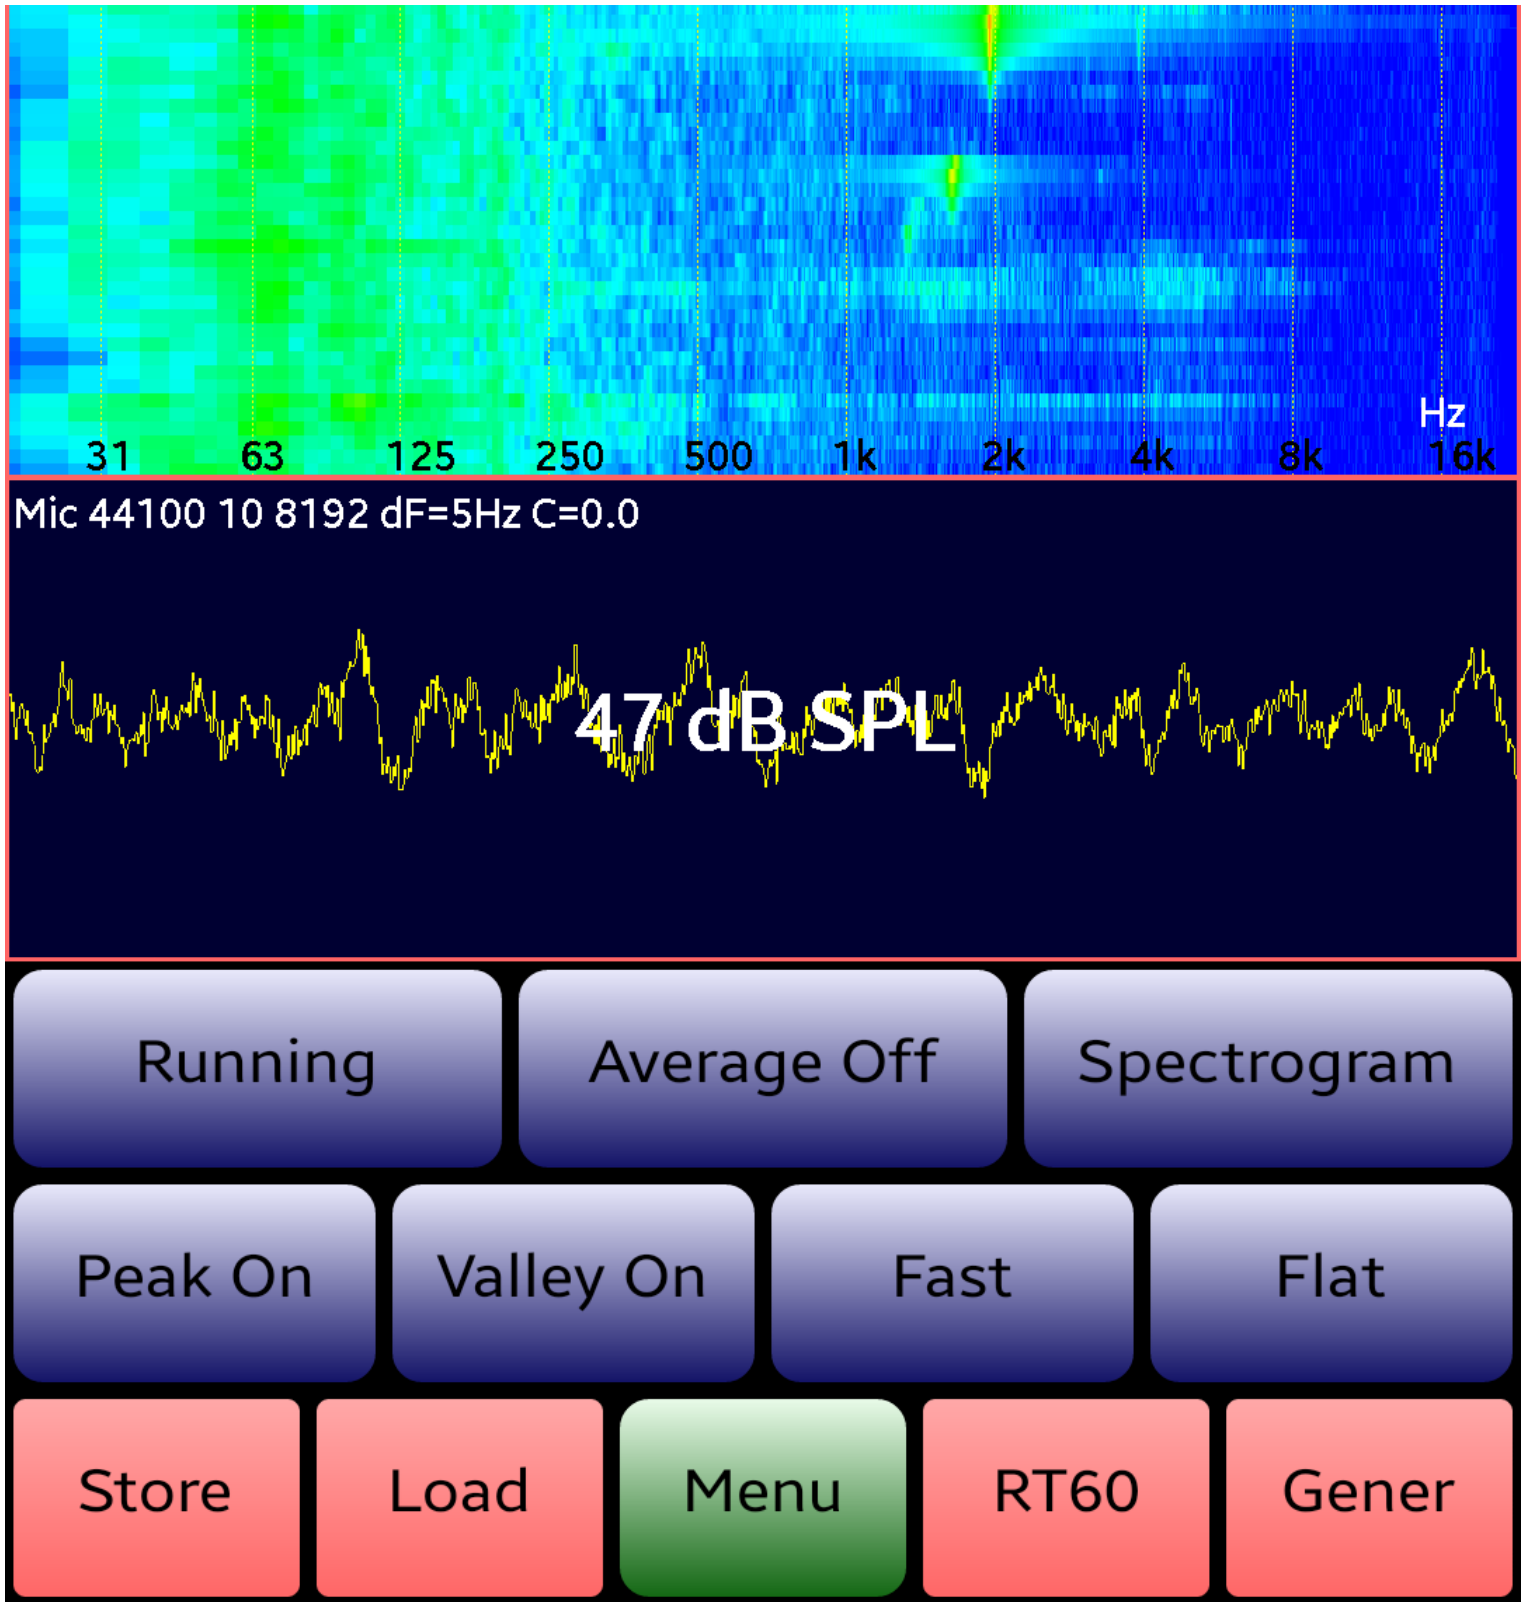 Hz
31 63 125 250 500 1k 2k 4k 8k 16k
Mic 44100 10 8192 dF=5Hz C=0.0
47 dB SPL
Running Average Off Spectrogram
Peak On Valley On Fast Flat
Store Load Menu RT60 Gener